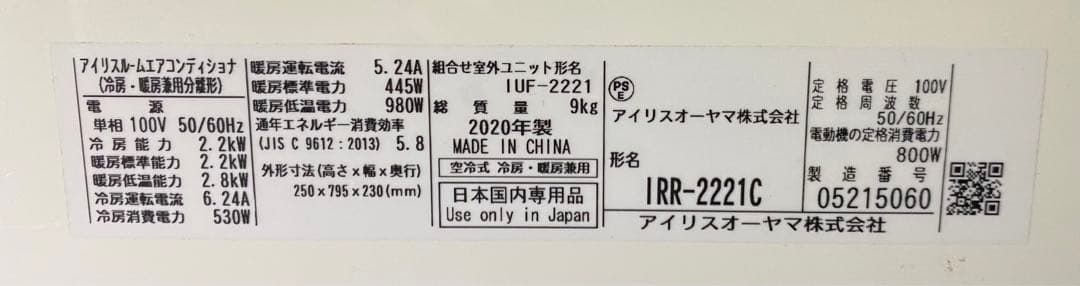 アイリスルームエアコンディショナ
(冷房・暖房兼用分離形)
電源
単相100V 50/60Hz
冷房能力 2.2kW
暖房標準能力 2.2kW
暖房低温能力 2.8kW
冷房運転電流 6.24A
冷房消費電力 530W
暖房運転電流 5.24A
暖房標準電力 445W
暖房低温電力 980W
通年エネルギー消費効率
(JIS C 9612:2013) 5.8
外形寸法(高さx幅x奥行)
250x795x230(mm)
組合せ室外ユニット形名
IUF-2221
総質量 9kg
2020年製
MADE IN CHINA
空冷式 冷房・暖房兼用
日本国内専用品
Use only in Japan
PS
E
アイリスオーヤマ株式会社
形名
IRR-2221C
アイリスオーヤマ株式会社
定格電圧 100V
定格周波数
50/60Hz
電動機の定格消費電力
800W
製造番号
05215060